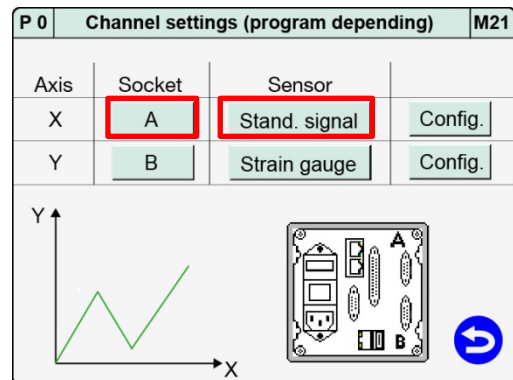 P 0 Channel settings (program depending) M21
Axis Socket Sensor
X A Stand. signal Config.
Y B Strain gauge Config.
Y
A
B
X